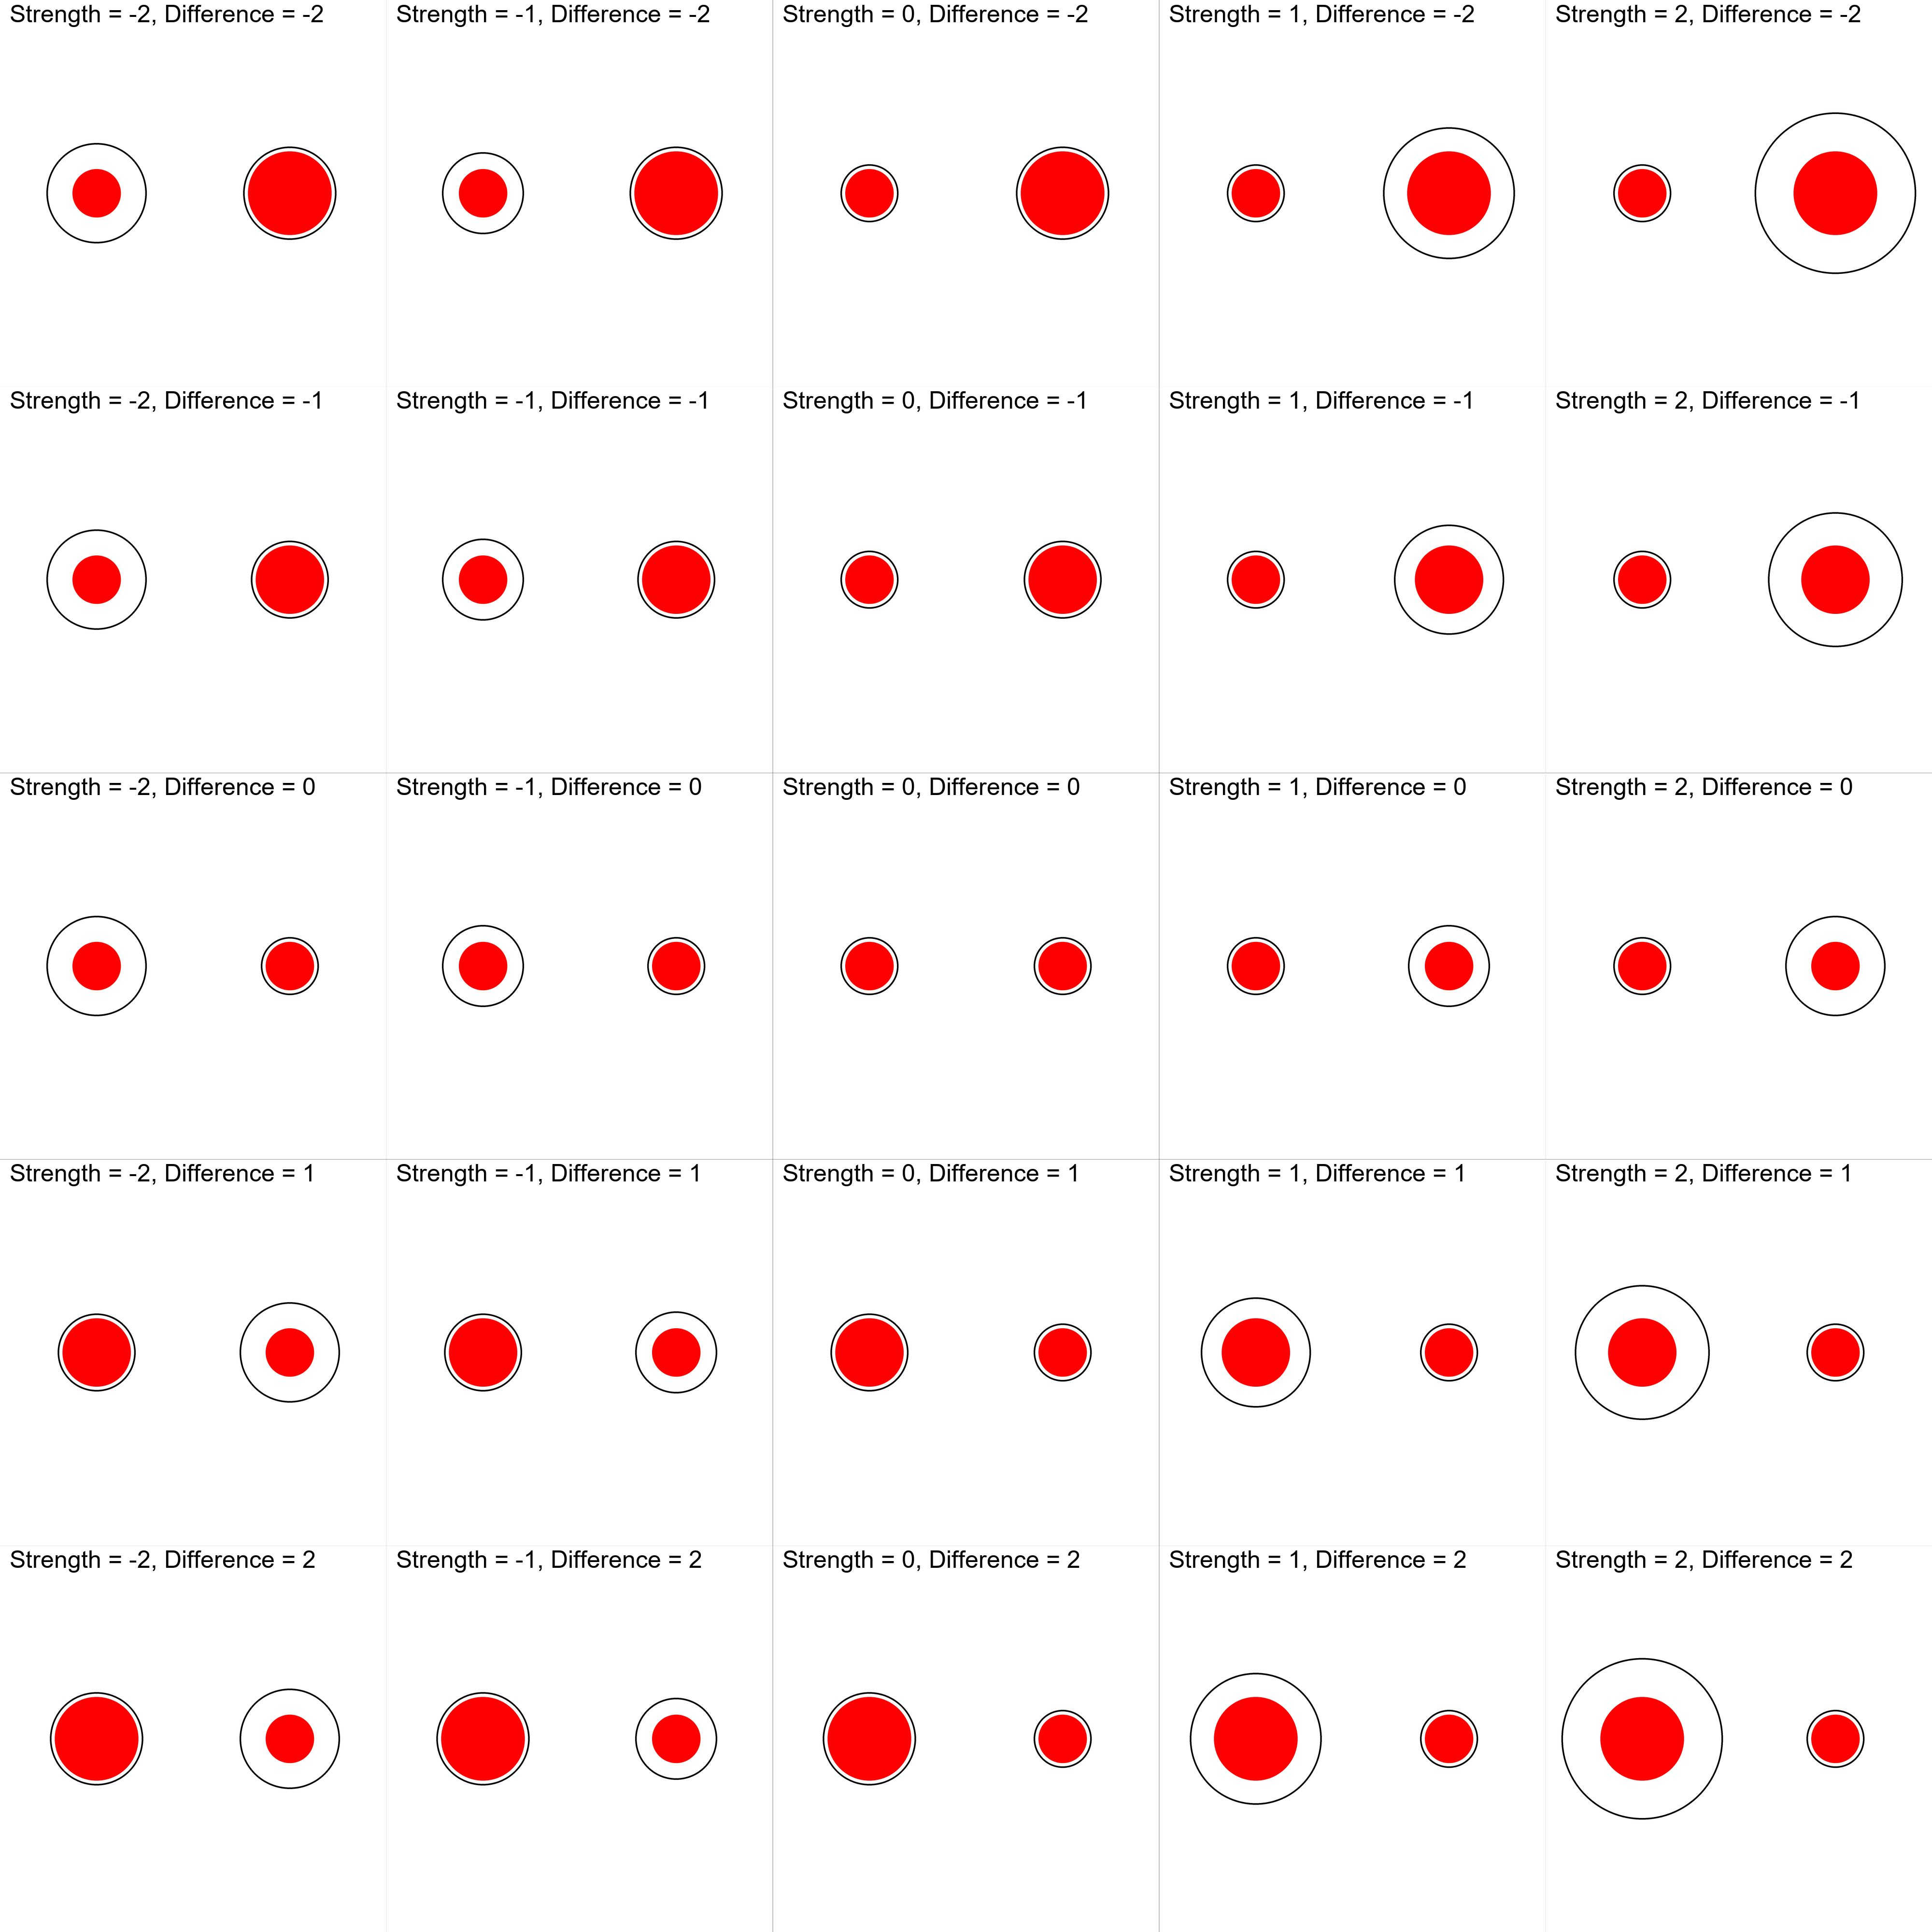 Strength = -2, Difference = -2
Strength = -1, Difference = -2
Strength = 0, Difference = -2
Strength = 1, Difference = -2
Strength = 2, Difference = -2
Strength = -2, Difference = -1
Strength = -1, Difference = -1
Strength = 0, Difference = -1
Strength = 1, Difference = -1
Strength = 2, Difference = -1
Strength = -2, Difference = 0
Strength = -1, Difference = 0
Strength = 0, Difference = 0
Strength = 1, Difference = 0
Strength = 2, Difference = 0
Strength = -2, Difference = 1
Strength = -1, Difference = 1
Strength = 0, Difference = 1
Strength = 1, Difference = 1
Strength = 2, Difference = 1
Strength = -2, Difference = 2
Strength = -1, Difference = 2
Strength = 0, Difference = 2
Strength = 1, Difference = 2
Strength = 2, Difference = 2